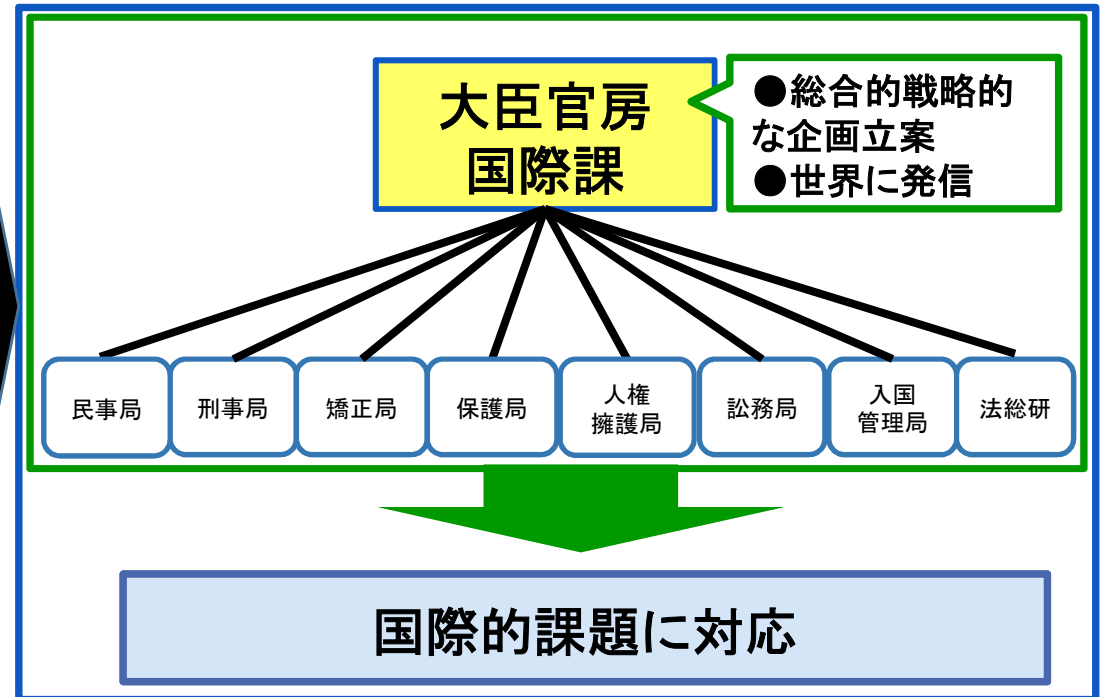 大臣官房
国際課
●総合的戦略的
な企画立案
●世界に発信
民事局
刑事局
矯正局
保護局
人権
擁護局
訟務局
入国
管理局
法総研
国際的課題に対応